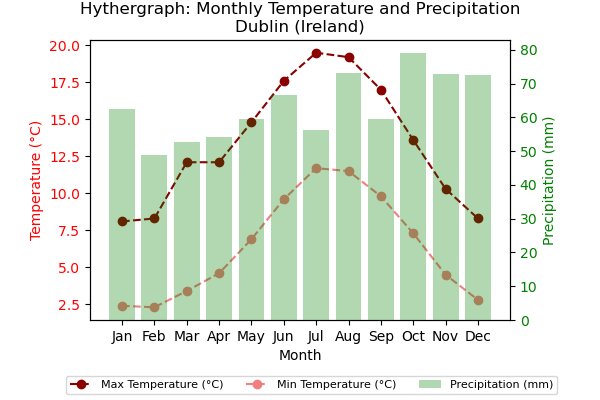 Hythergraph: Monthly Temperature and Precipitation
Dublin (Ireland)
20.0
17.5
15.0
12.5
10.0
7.5
5.0
2.5
Temperature (°C)
80
70
60
50
40
30
20
10
0
Precipitation (mm)
Jan Feb Mar Apr May Jun Jul Aug Sep Oct Nov Dec
Month
Max Temperature (°C) Min Temperature (°C) Precipitation (mm)